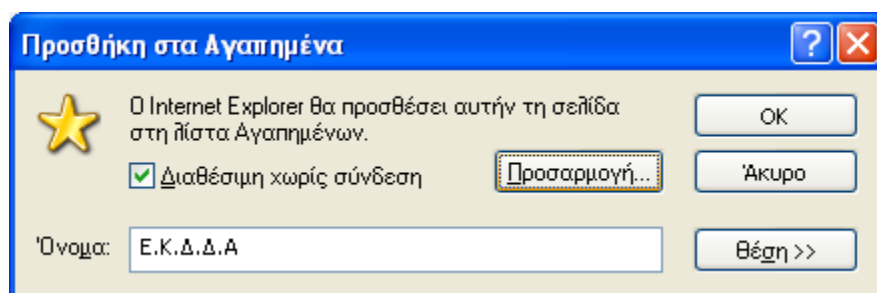 Προσθήκη στα Αγαπημένα
Ο Internet Explorer θα προσθέσει αυτήν τη σελίδα
στη λίστα Αγαπημένων.
OK
Διαθέσιμη χωρίς σύνδεση
Προσαρμογή...
Άκυρο
Όνομα:
Ε.Κ.Δ.Δ.Α
Θέση >>